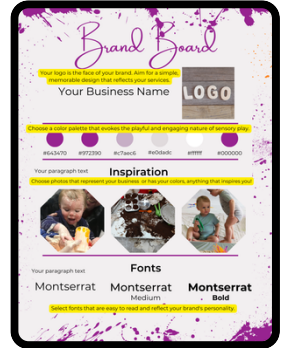 Brand Board
Your logo is the face of your brand. Aim for a simple,
memorable design that reflects your services.
Your Business Name
LOGO
Choose a color palette that evokes the playful and engaging nature of sensory play.
#643470 #972390 #c7aec6 #e0dadc #ffffff #000000
Your paragraph text
Inspiration
Choose photos that represent your business or has your colors, anything that inspires you!
Your paragraph text
Fonts
Montserrat Montserrat Montserrat
Medium Bold
Select fonts that are easy to read and reflect your brand's personality.